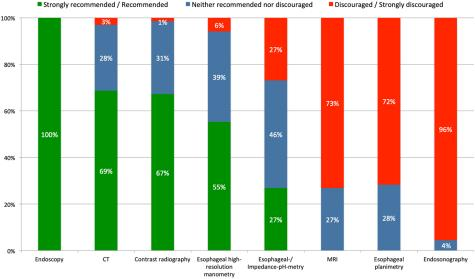 Strongly recommended / Recommended Neither recommended nor discouraged Discouraged / Strongly discouraged
100%
80%
60%
40%
20%
0%
3% 1% 6%
28% 31% 39% 27%
100% 69% 67% 55% 46% 27% 73% 27% 72% 28% 96% 4%
27%
Endoscopy CT Contrast radiography Esophageal high- Esophageal-/ MRI Esophageal Endosonography
resolution Impedance-pH-metry planimetry
manometry